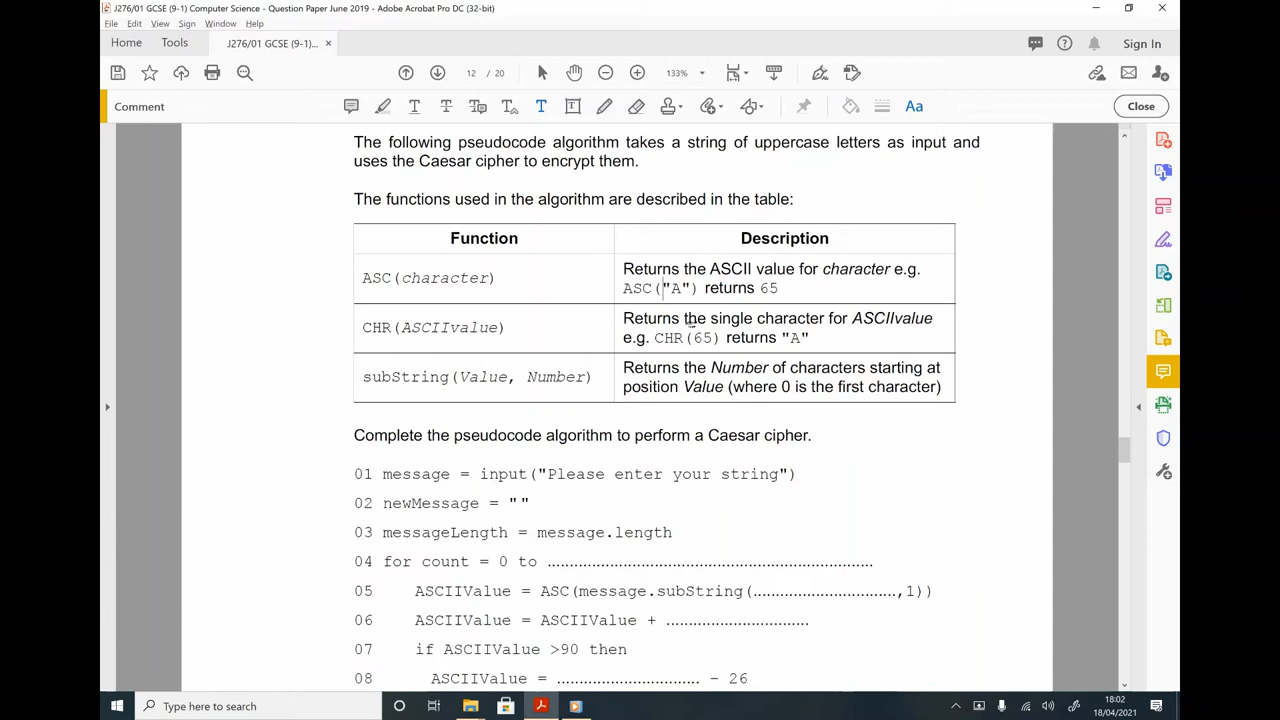 J276/01 GCSE (9-1) Computer Science - Question Paper June 2019 - Adobe Acrobat Pro DC (32-bit)
File Edit View Sign Window Help
Home Tools J276/01 GCSE (9-1)... × Sign In
12 / 20 133%
Comment Aa Close
The following pseudocode algorithm takes a string of uppercase letters as input and
uses the Caesar cipher to encrypt them.
The functions used in the algorithm are described in the table:
Function Description
ASC(character) Returns the ASCII value for character e.g.
ASC("A") returns 65
CHR(ASCIIvalue) Returns the single character for ASCIIvalue
e.g. CHR(65) returns "A"
subString(Value, Number) Returns the Number of characters starting at
position Value (where 0 is the first character)
Complete the pseudocode algorithm to perform a Caesar cipher.
01 message = input("Please enter your string")
02 newMessage = ""
03 messageLength = message.length
04 for count = 0 to .......................................................................
05 ASCIIValue = ASC(message.subString(...............................,1))
06 ASCIIValue = ASCIIValue + ...............................
07 if ASCIIValue >90 then
08 ASCIIValue = ............................... - 26
Type here to search
18:02
18/04/2021